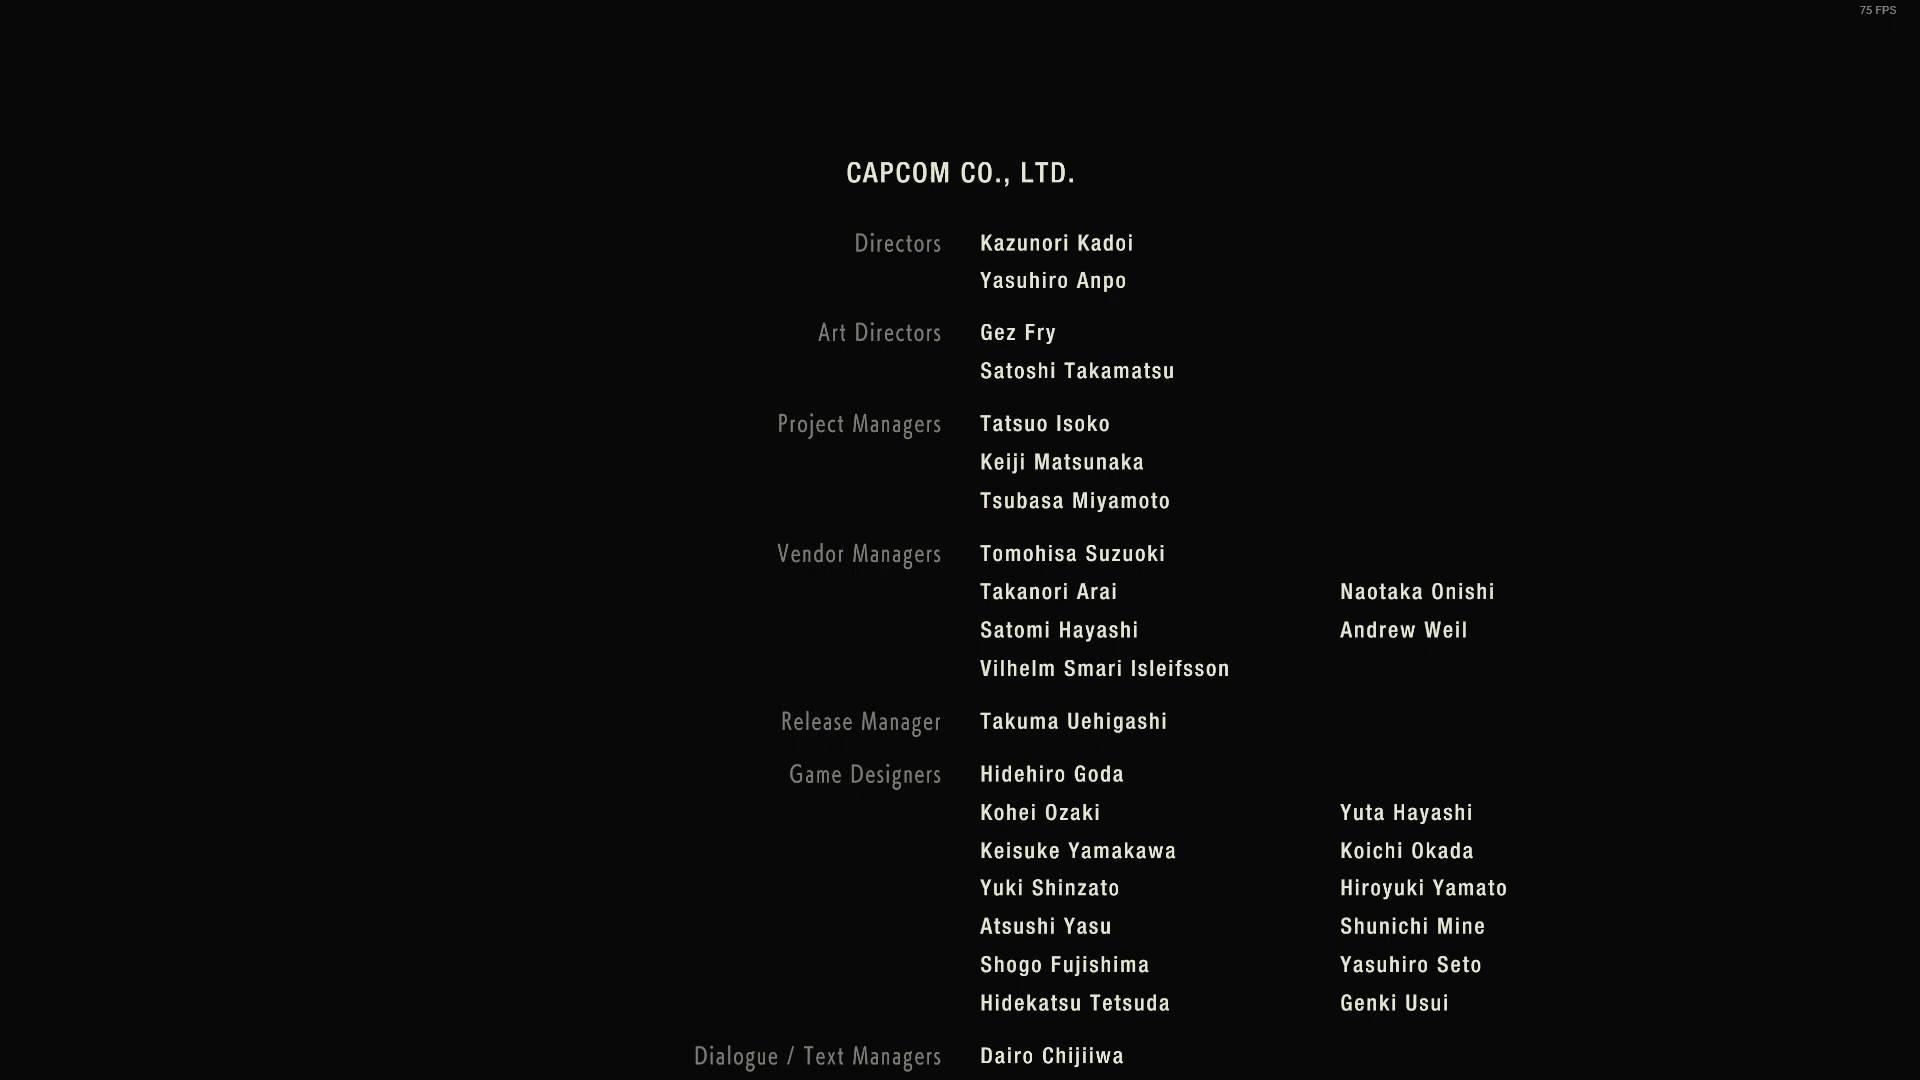 75 FPS
CAPCOM CO., LTD.
Directors Kazunori Kadoi
Yasuhiro Anpo
Art Directors Gez Fry
Satoshi Takamatsu
Project Managers Tatsuo Isoko
Keiji Matsunaka
Tsubasa Miyamoto
Vendor Managers Tomohisa Suzuoki
Takanori Arai Naotaka Onishi
Satomi Hayashi Andrew Weil
Vilhelm Smari Isleifsson
Release Manager Takuma Uehigashi
Game Designers Hidehiro Goda
Kohei Ozaki Yuta Hayashi
Keisuke Yamakawa Koichi Okada
Yuki Shinzato Hiroyuki Yamato
Atsushi Yasu Shunichi Mine
Shogo Fujishima Yasuhiro Seto
Hidekatsu Tetsuda Genki Usui
Dialogue / Text Managers Dairo Chijiiwa